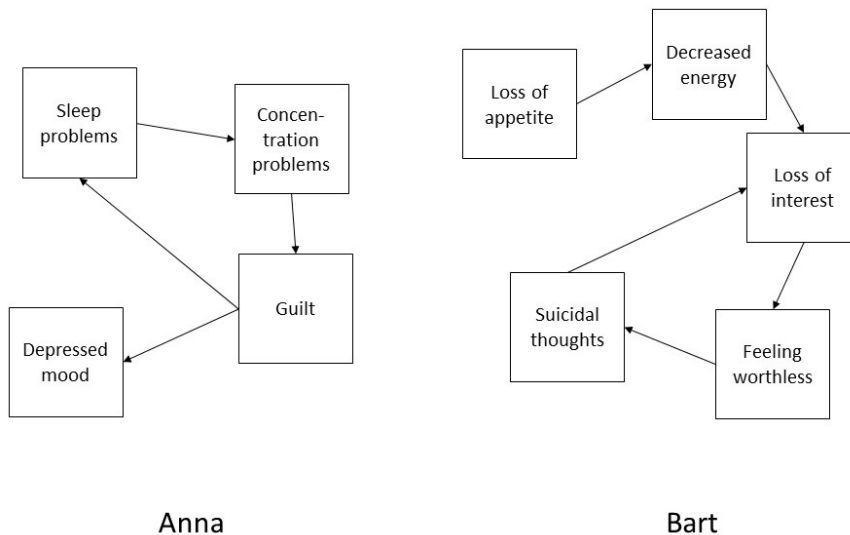 Sleep
problems
Concen-
tration
problems
Guilt
Depressed
mood
Anna
Loss of
appetite
Decreased
energy
Loss of
interest
Suicidal
thoughts
Feeling
worthless
Bart